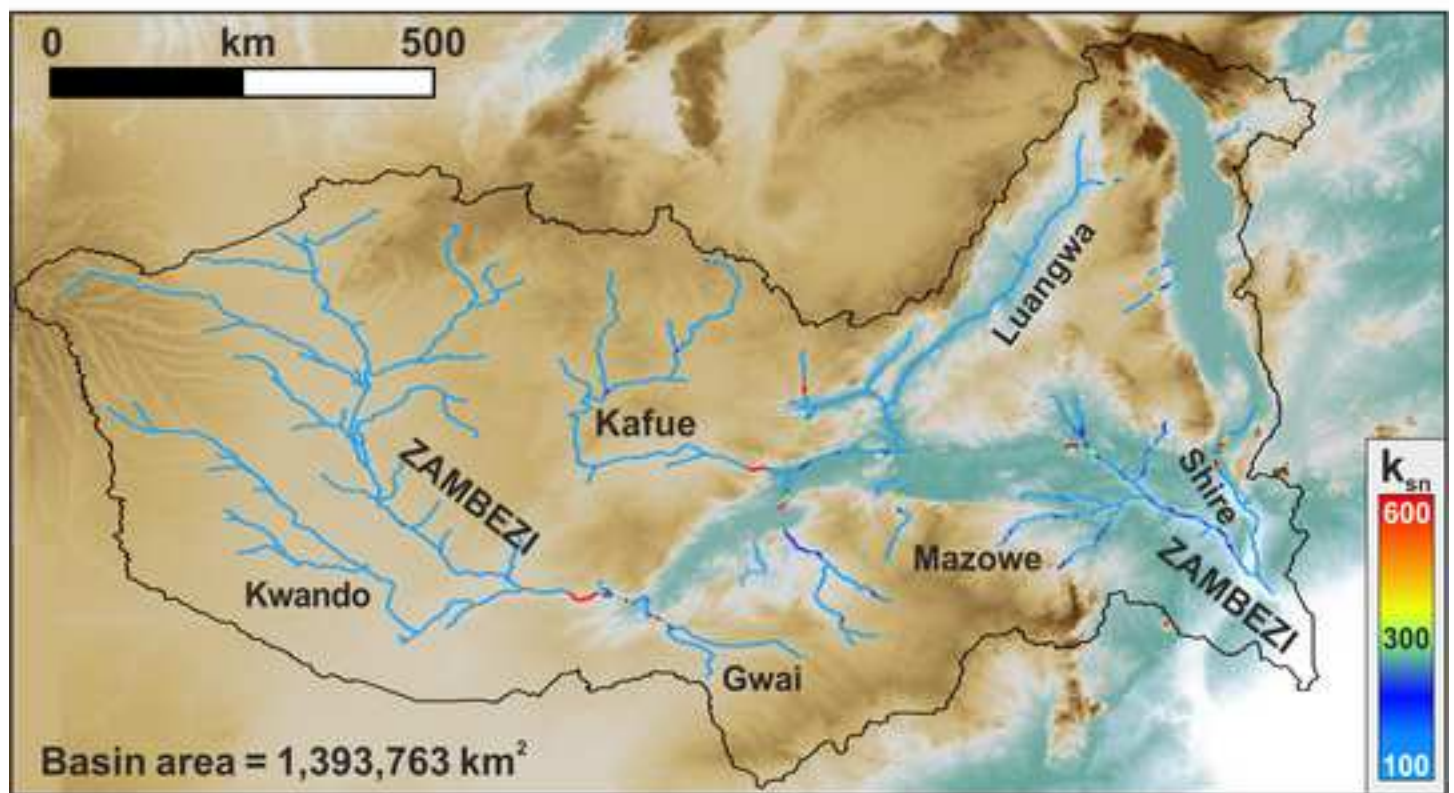 0 km 500
Luangwa
Kafue
ZAMBEZI
Shire
k_sn
600
Mazowe
ZAMBEZI
Kwando
300
Gwai
Basin area = 1,393,763 km²
100